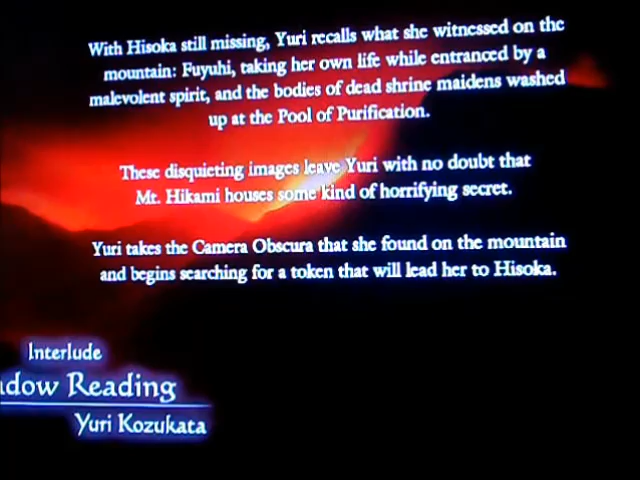 With Hisoka still missing, Yuri recalls what she witnessed on the
mountain: Fuyuhi, taking her own life while entranced by a
malevolent spirit, and the bodies of dead shrine maidens washed
up at the Pool of Purification.
These disquieting images leave Yuri with no doubt that
Mt. Hikami houses some kind of horrifying secret.
Yuri takes the Camera Obscura that she found on the mountain
and begins searching for a token that will lead her to Hisoka.
Interlude
dow Reading
Yuri Kozukata